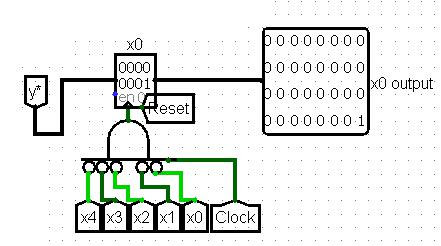 x0
0 0 0 0 0 0 0 0
0 0 0 0 0 0 0 0
0 0 0 0 0 0 0 0
0 0 0 0 0 0 0 1
x0 output
0000
0001
en 0
y*
Reset
x4 x3 x2 x1 x0 Clock